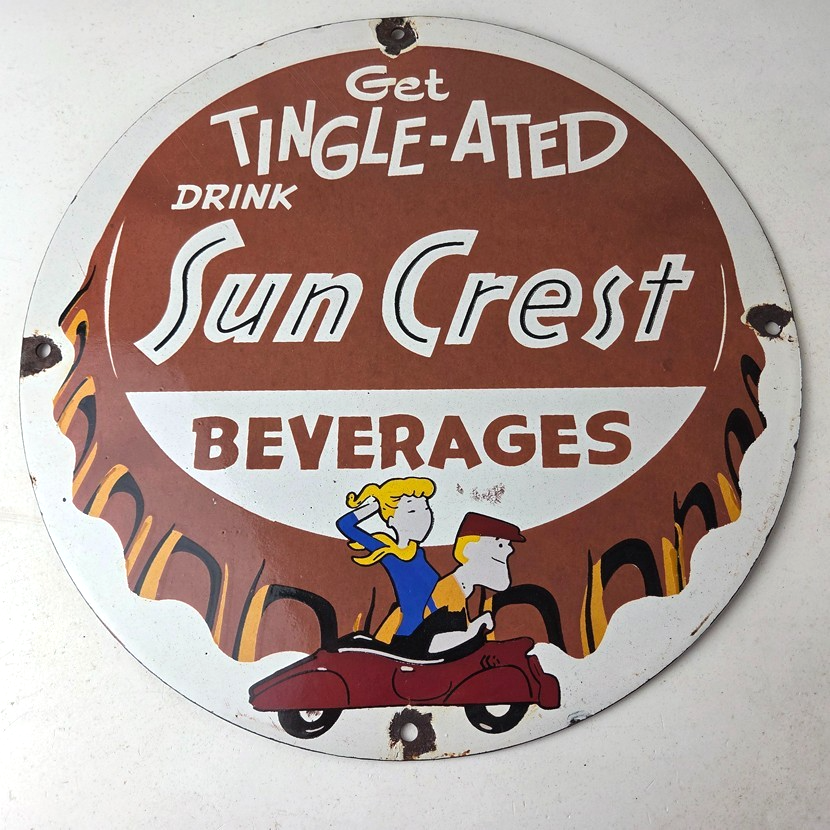 Get
TINGLE-ATED
DRINK
Sun Crest
BEVERAGES